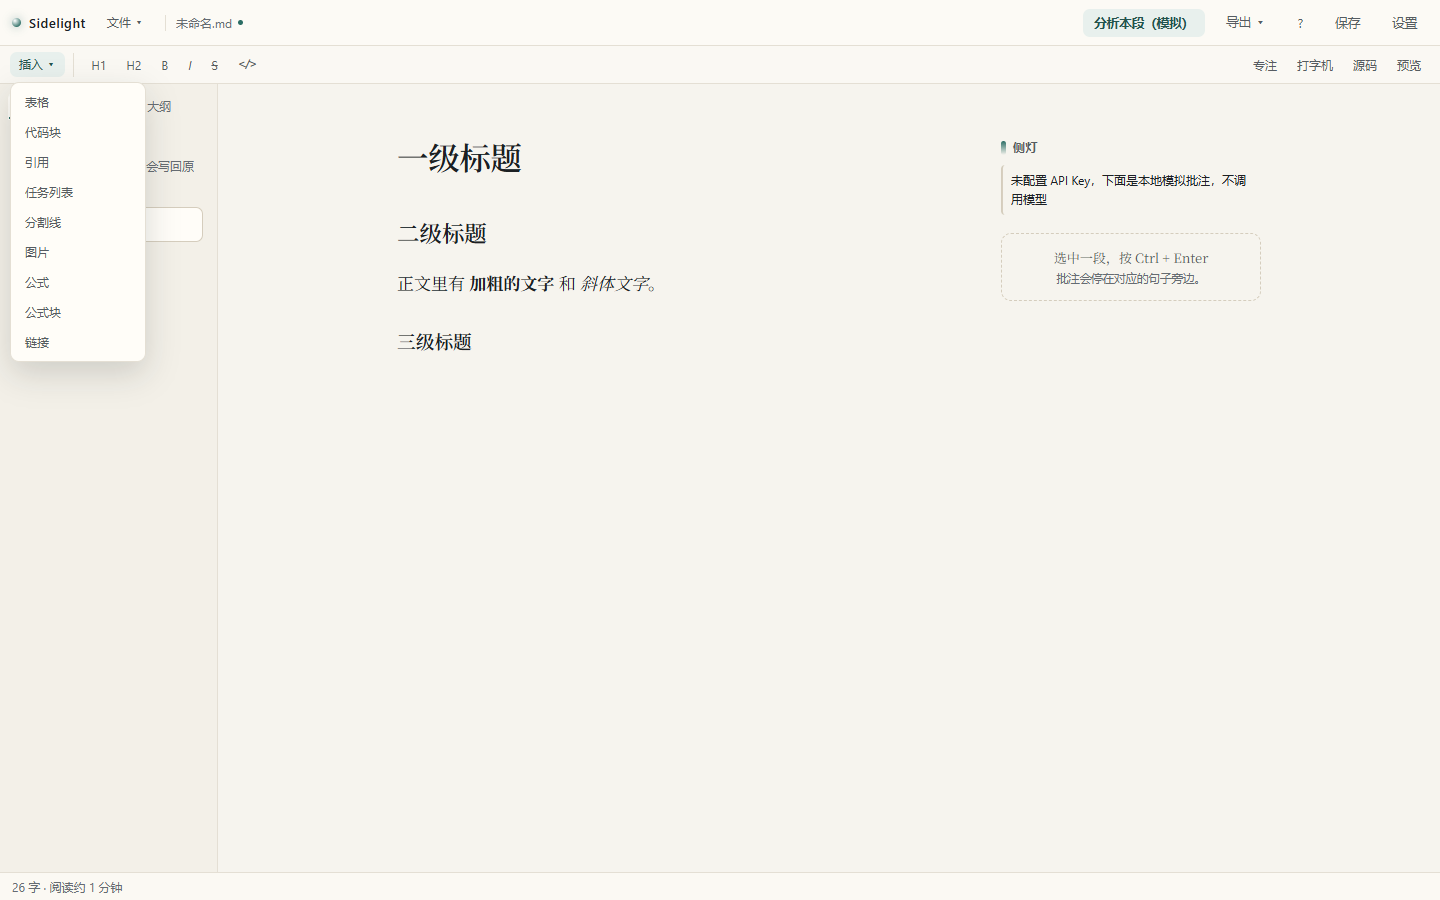 Sidelight 文件 未命名.md 分析本段（模拟） 导出 ? 保存 设置
插入 H1 H2 B I S </> 专注 打字机 源码 预览
表格
代码块
引用
任务列表
分割线
图片
公式
公式块
链接
大纲
会写回原
一级标题
二级标题
正文里有 加粗的文字 和 斜体文字。
三级标题
侧灯
未配置 API Key，下面是本地模拟批注，不调
用模型
选中一段，按 Ctrl + Enter
批注会停在对应的句子旁边。
26 字 · 阅读约 1 分钟